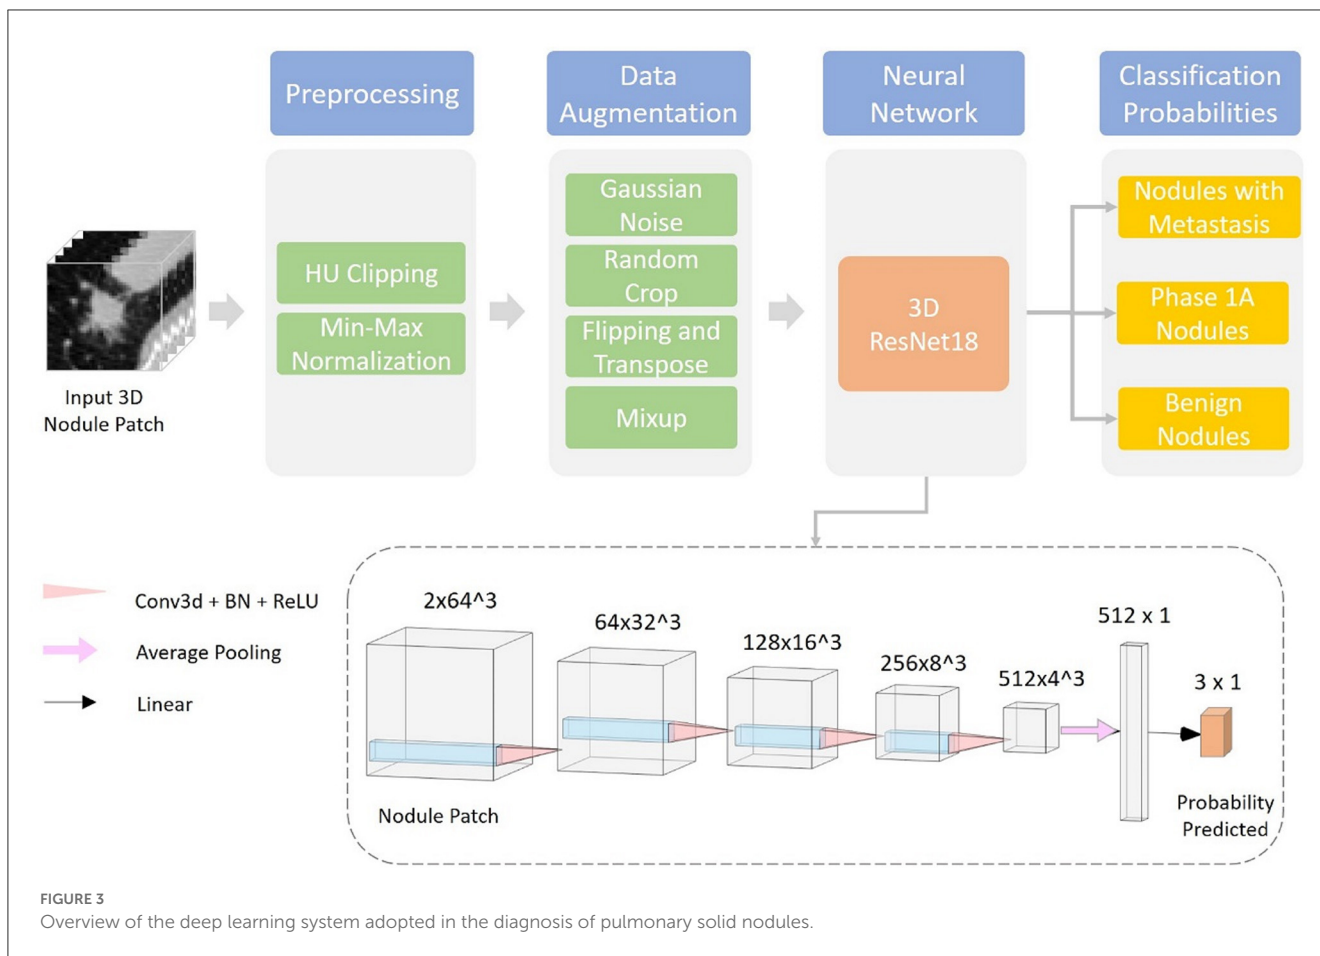 Preprocessing
Data
Augmentation
Neural
Network
Classification
Probabilities
Input 3D
Nodule Patch
HU Clipping
Min-Max
Normalization
Gaussian
Noise
Random
Crop
Flipping and
Transpose
Mixup
3D
ResNet18
Nodules with
Metastasis
Phase 1A
Nodules
Benign
Nodules
Conv3d + BN + ReLU
Average Pooling
Linear
2x64^3
64x32^3
128x16^3
256x8^3
512x4^3
512 x 1
3 x 1
Nodule Patch
Probability
Predicted
FIGURE 3
Overview of the deep learning system adopted in the diagnosis of pulmonary solid nodules.